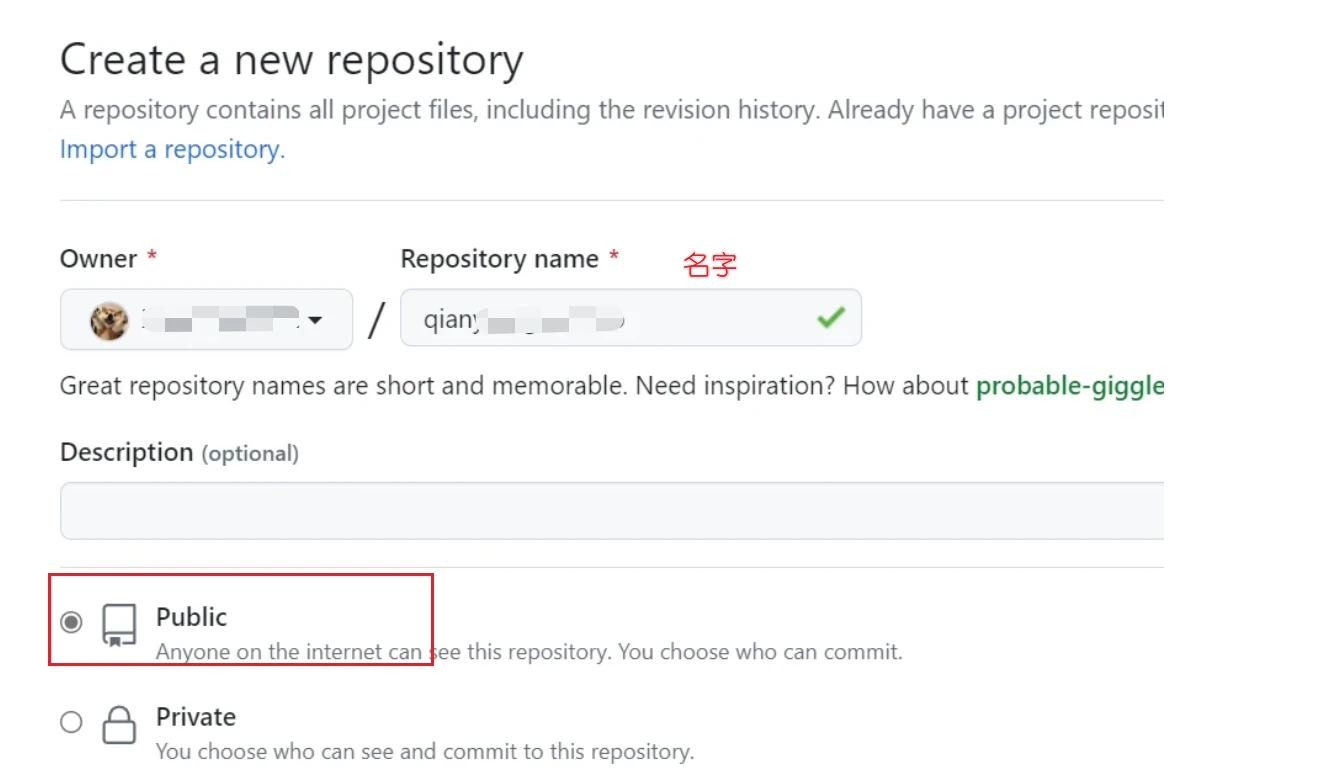 Create a new repository
A repository contains all project files, including the revision history. Already have a project reposit
Import a repository.
Owner * Repository name * 名字
/
Great repository names are short and memorable. Need inspiration? How about probable-giggle
Description (optional)
Public
Anyone on the internet can see this repository. You choose who can commit.
Private
You choose who can see and commit to this repository.